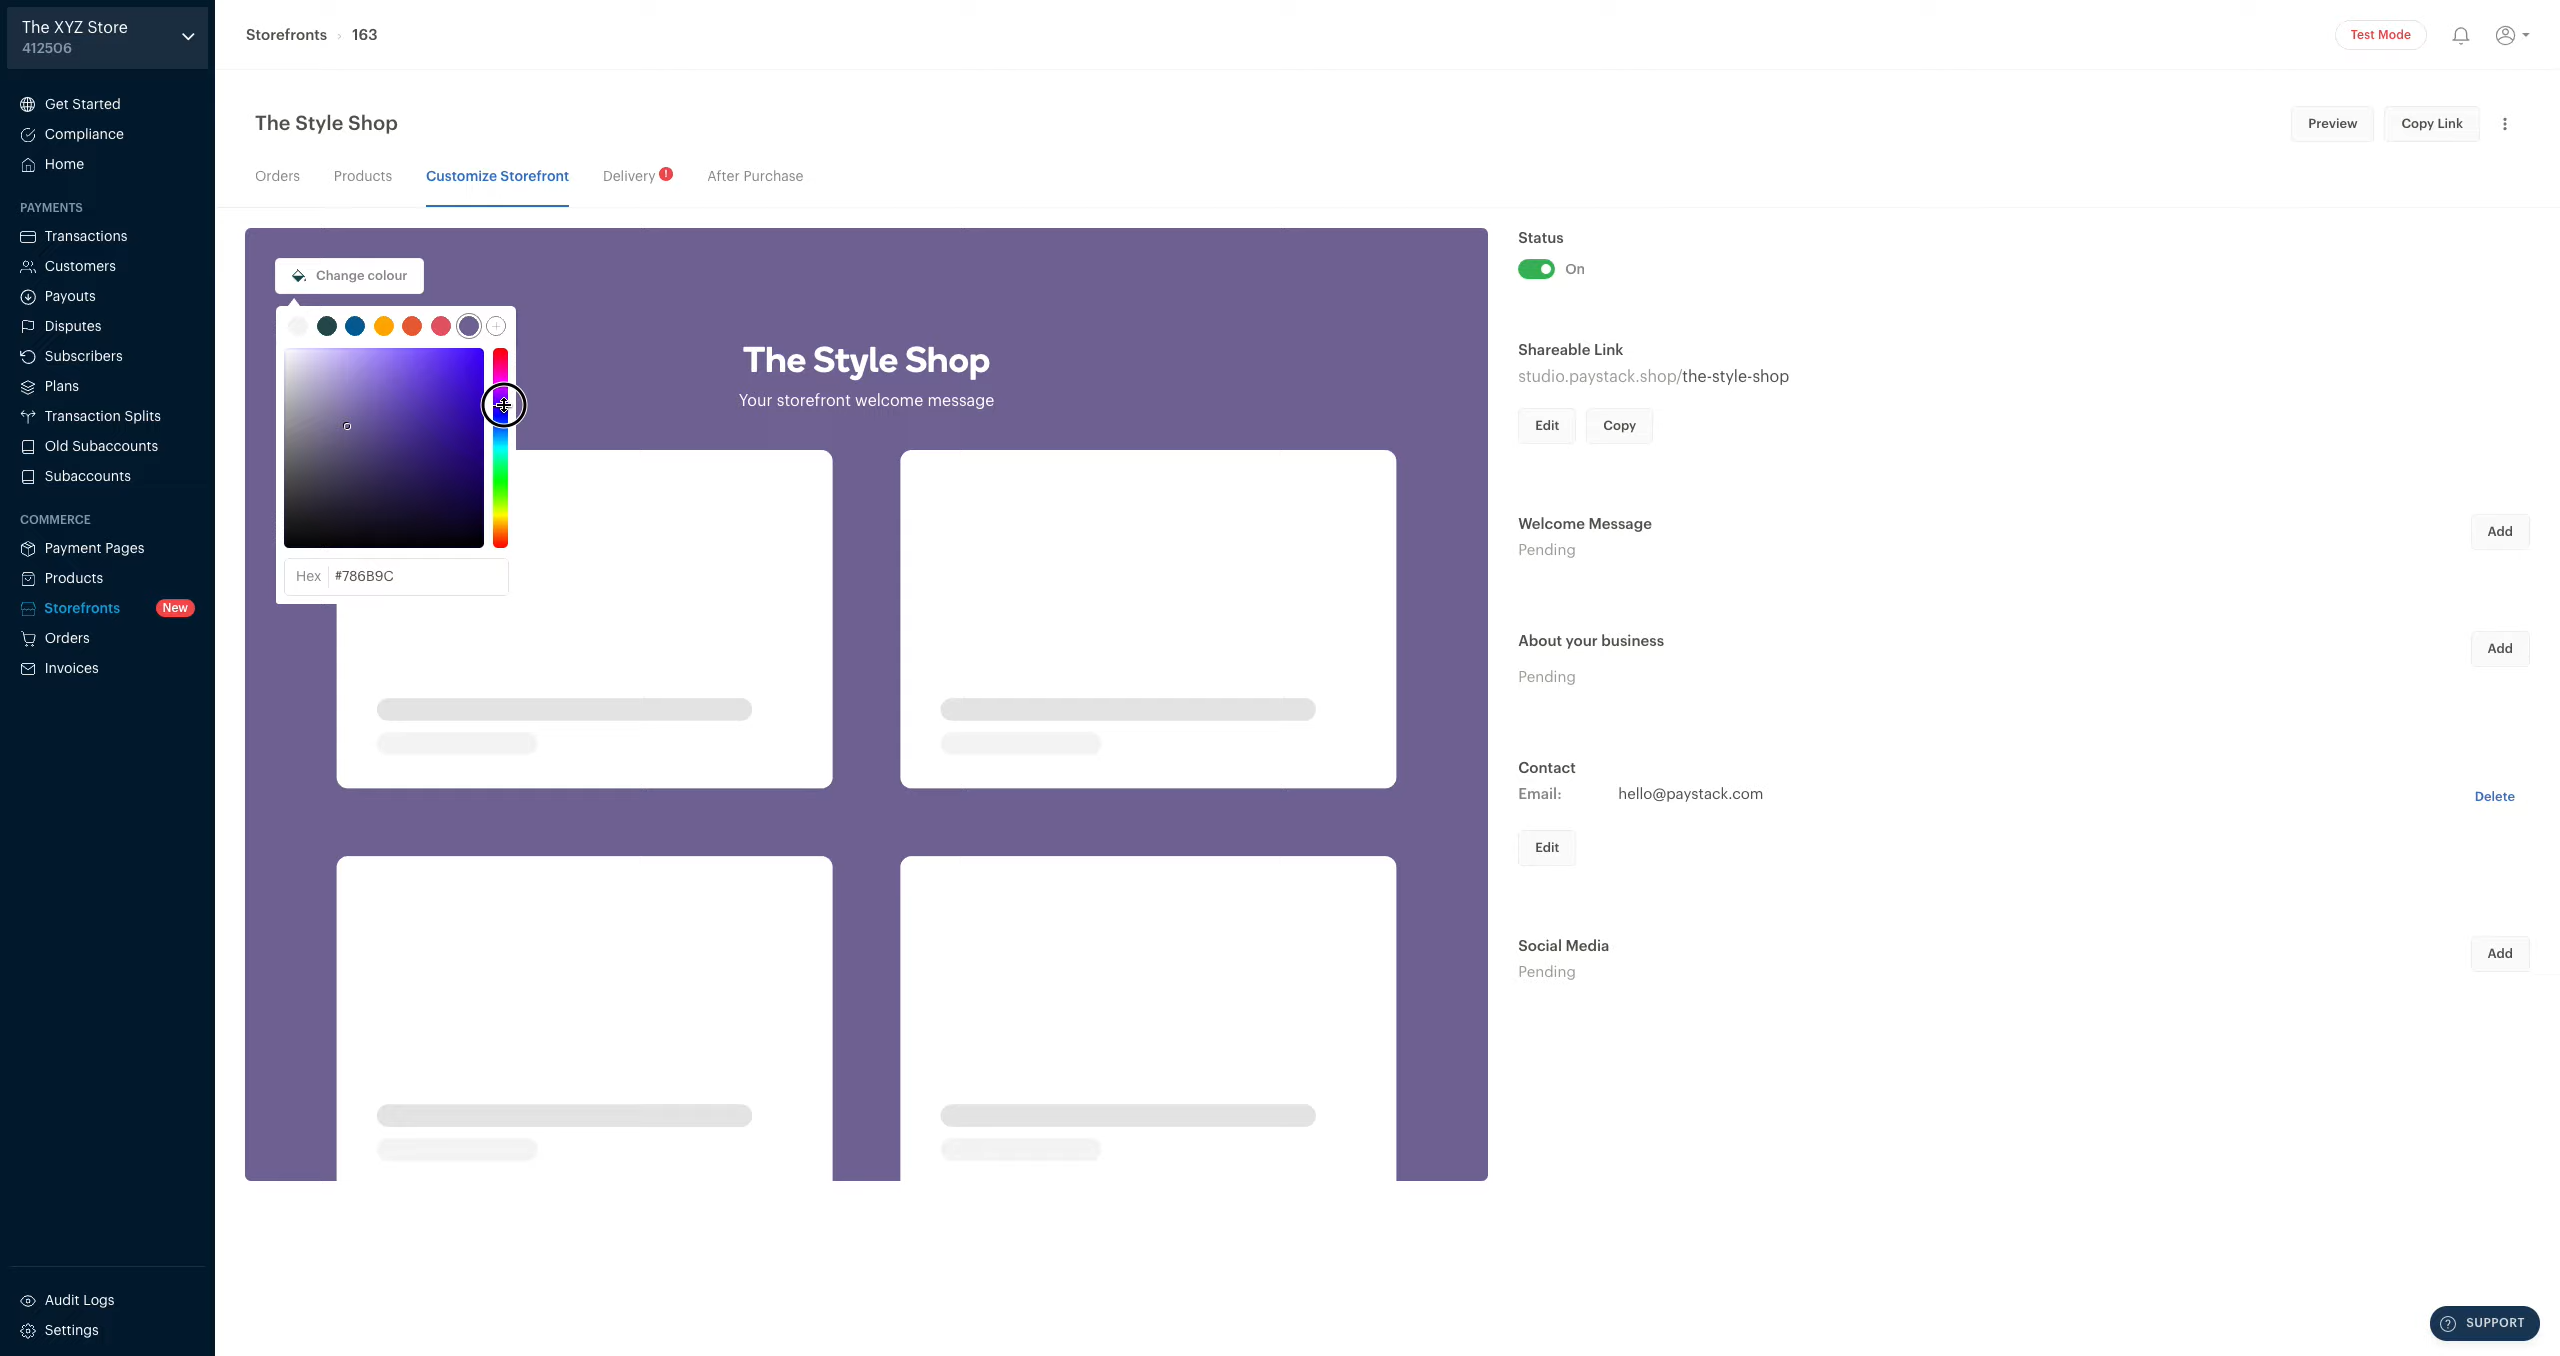 The XYZ Store
412506
Get Started
Compliance
Home
PAYMENTS
Transactions
Customers
Payouts
Disputes
Subscribers
Plans
Transaction Splits
Old Subaccounts
Subaccounts
COMMERCE
Payment Pages
Products
Storefronts New
Orders
Invoices
Audit Logs
Settings
Storefronts › 163
Test Mode
The Style Shop
Preview Copy Link
Orders Products Customize Storefront Delivery ! After Purchase
Change colour
Hex #786B9C
The Style Shop
Your storefront welcome message
Status
On
Shareable Link
studio.paystack.shop/the-style-shop
Edit Copy
Welcome Message
Add
Pending
About your business
Add
Pending
Contact
Email: hello@paystack.com
Delete
Edit
Social Media
Add
Pending
? SUPPORT